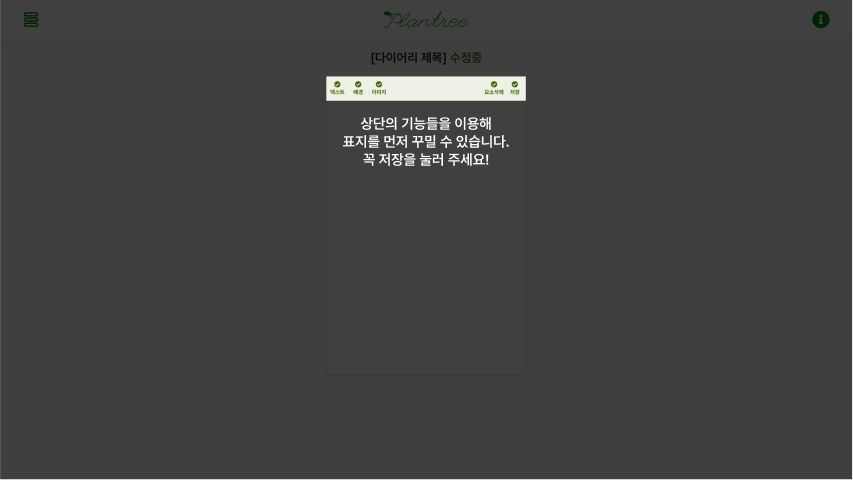 Plantree
[다이어리 제목] 수정중
텍스트 배경 이미지 요소삭제 저장
상단의 기능들을 이용해
표지를 먼저 꾸밀 수 있습니다.
꼭 저장을 눌러 주세요!